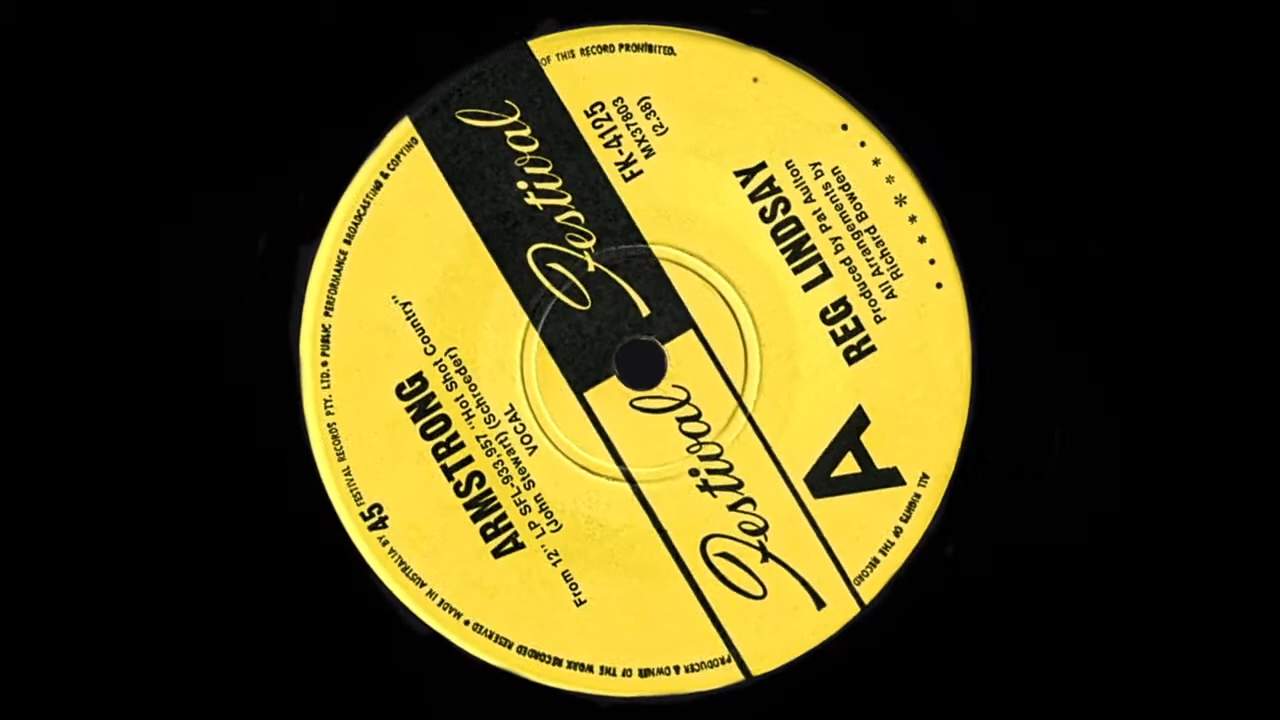 Festival
Festival
A
FK-4125
MX37803
(2.38)
REG LINDSAY
Produced by Pat Aulton
All Arrangements by
Richard Bowden
ARMSTRONG
From 12" LP SFL-933,957 "Hot Shot Country"
(John Stewart) (Schroeder)
VOCAL
45
MADE IN AUSTRALIA BY FESTIVAL RECORDS PTY. LTD. * PUBLIC PERFORMANCE BROADCASTING & COPYING OF THIS RECORD PROHIBITED.
ALL RIGHTS OF THE RECORD PRODUCER & OWNER OF THE WORK RECORDED RESERVED *